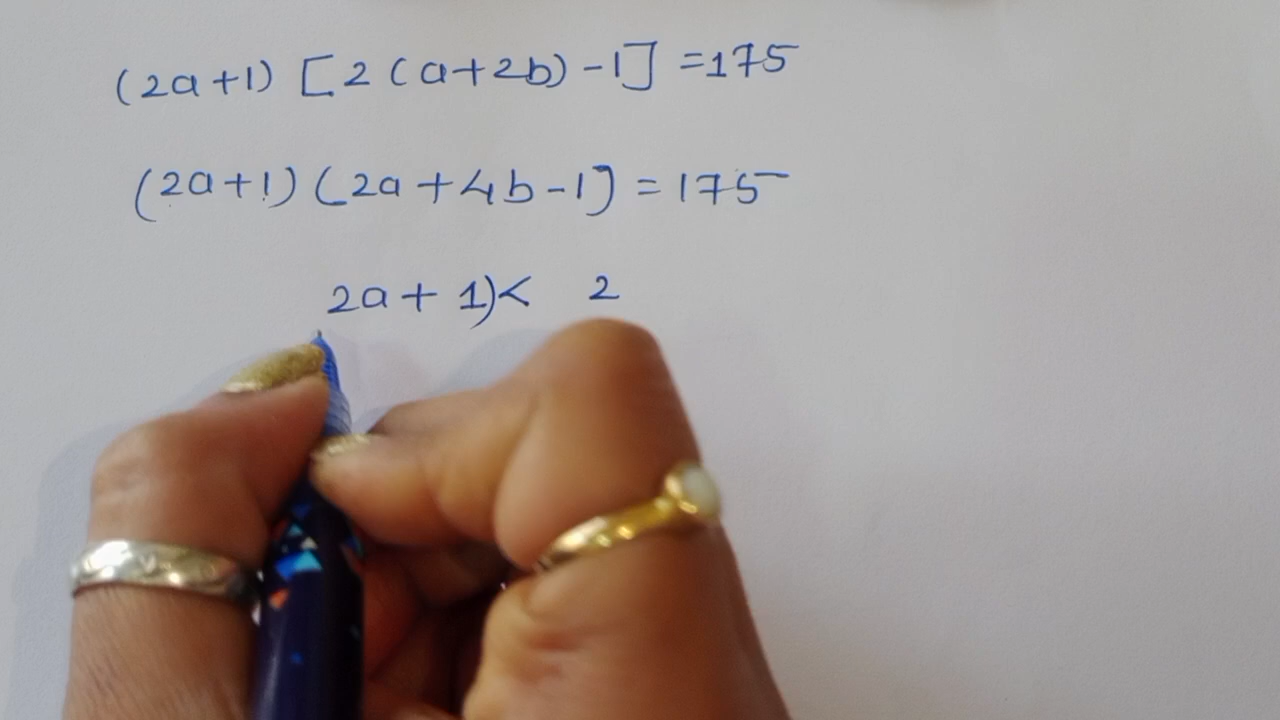 (2a+1) [2(a+2b)-1] =175
(2a+1) (2a+4b-1] = 175
2a+ 1)< 2